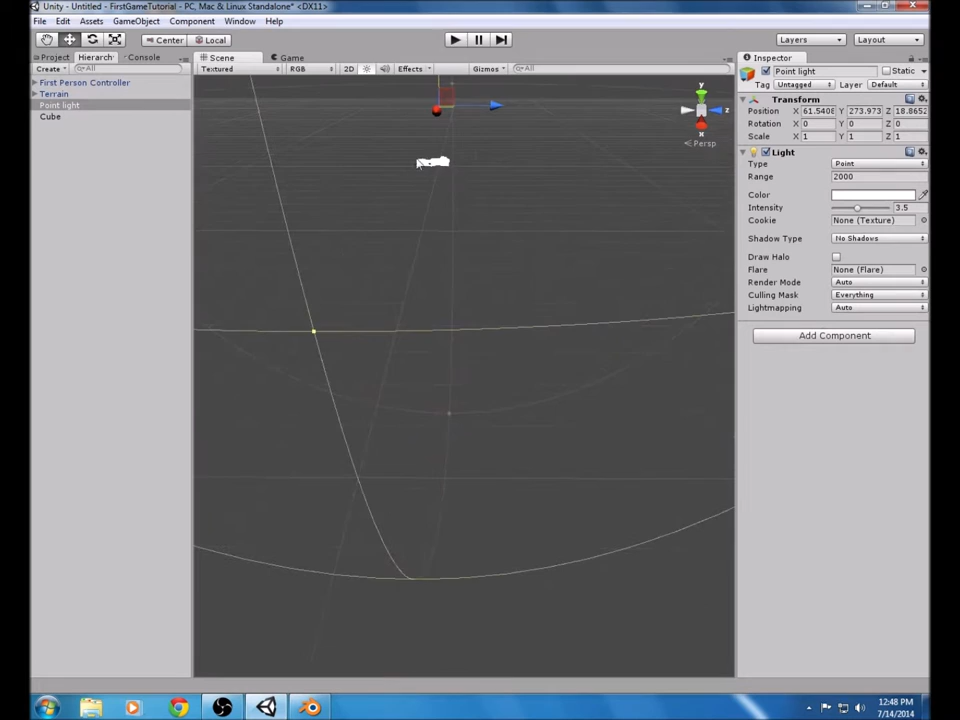 Unity - Untitled - FirstGameTutorial - PC, Mac & Linux Standalone* <DX11>
File Edit Assets GameObject Component Window Help
Center Local Layers Layout
Project Hierarch Console Scene Game Inspector
Create All Textured RGB 2D Effects Gizmos All
First Person Controller
Terrain
Point light
Cube
y
z
x
Persp
Point light Static
Tag Untagged Layer Default
Transform
Position X 61.5408 Y 273.973 Z 18.8652
Rotation X 0 Y 0 Z 0
Scale X 1 Y 1 Z 1
Light
Type Point
Range 2000
Color
Intensity 3.5
Cookie None (Texture)
Shadow Type No Shadows
Draw Halo
Flare None (Flare)
Render Mode Auto
Culling Mask Everything
Lightmapping Auto
Add Component
12:48 PM
7/14/2014